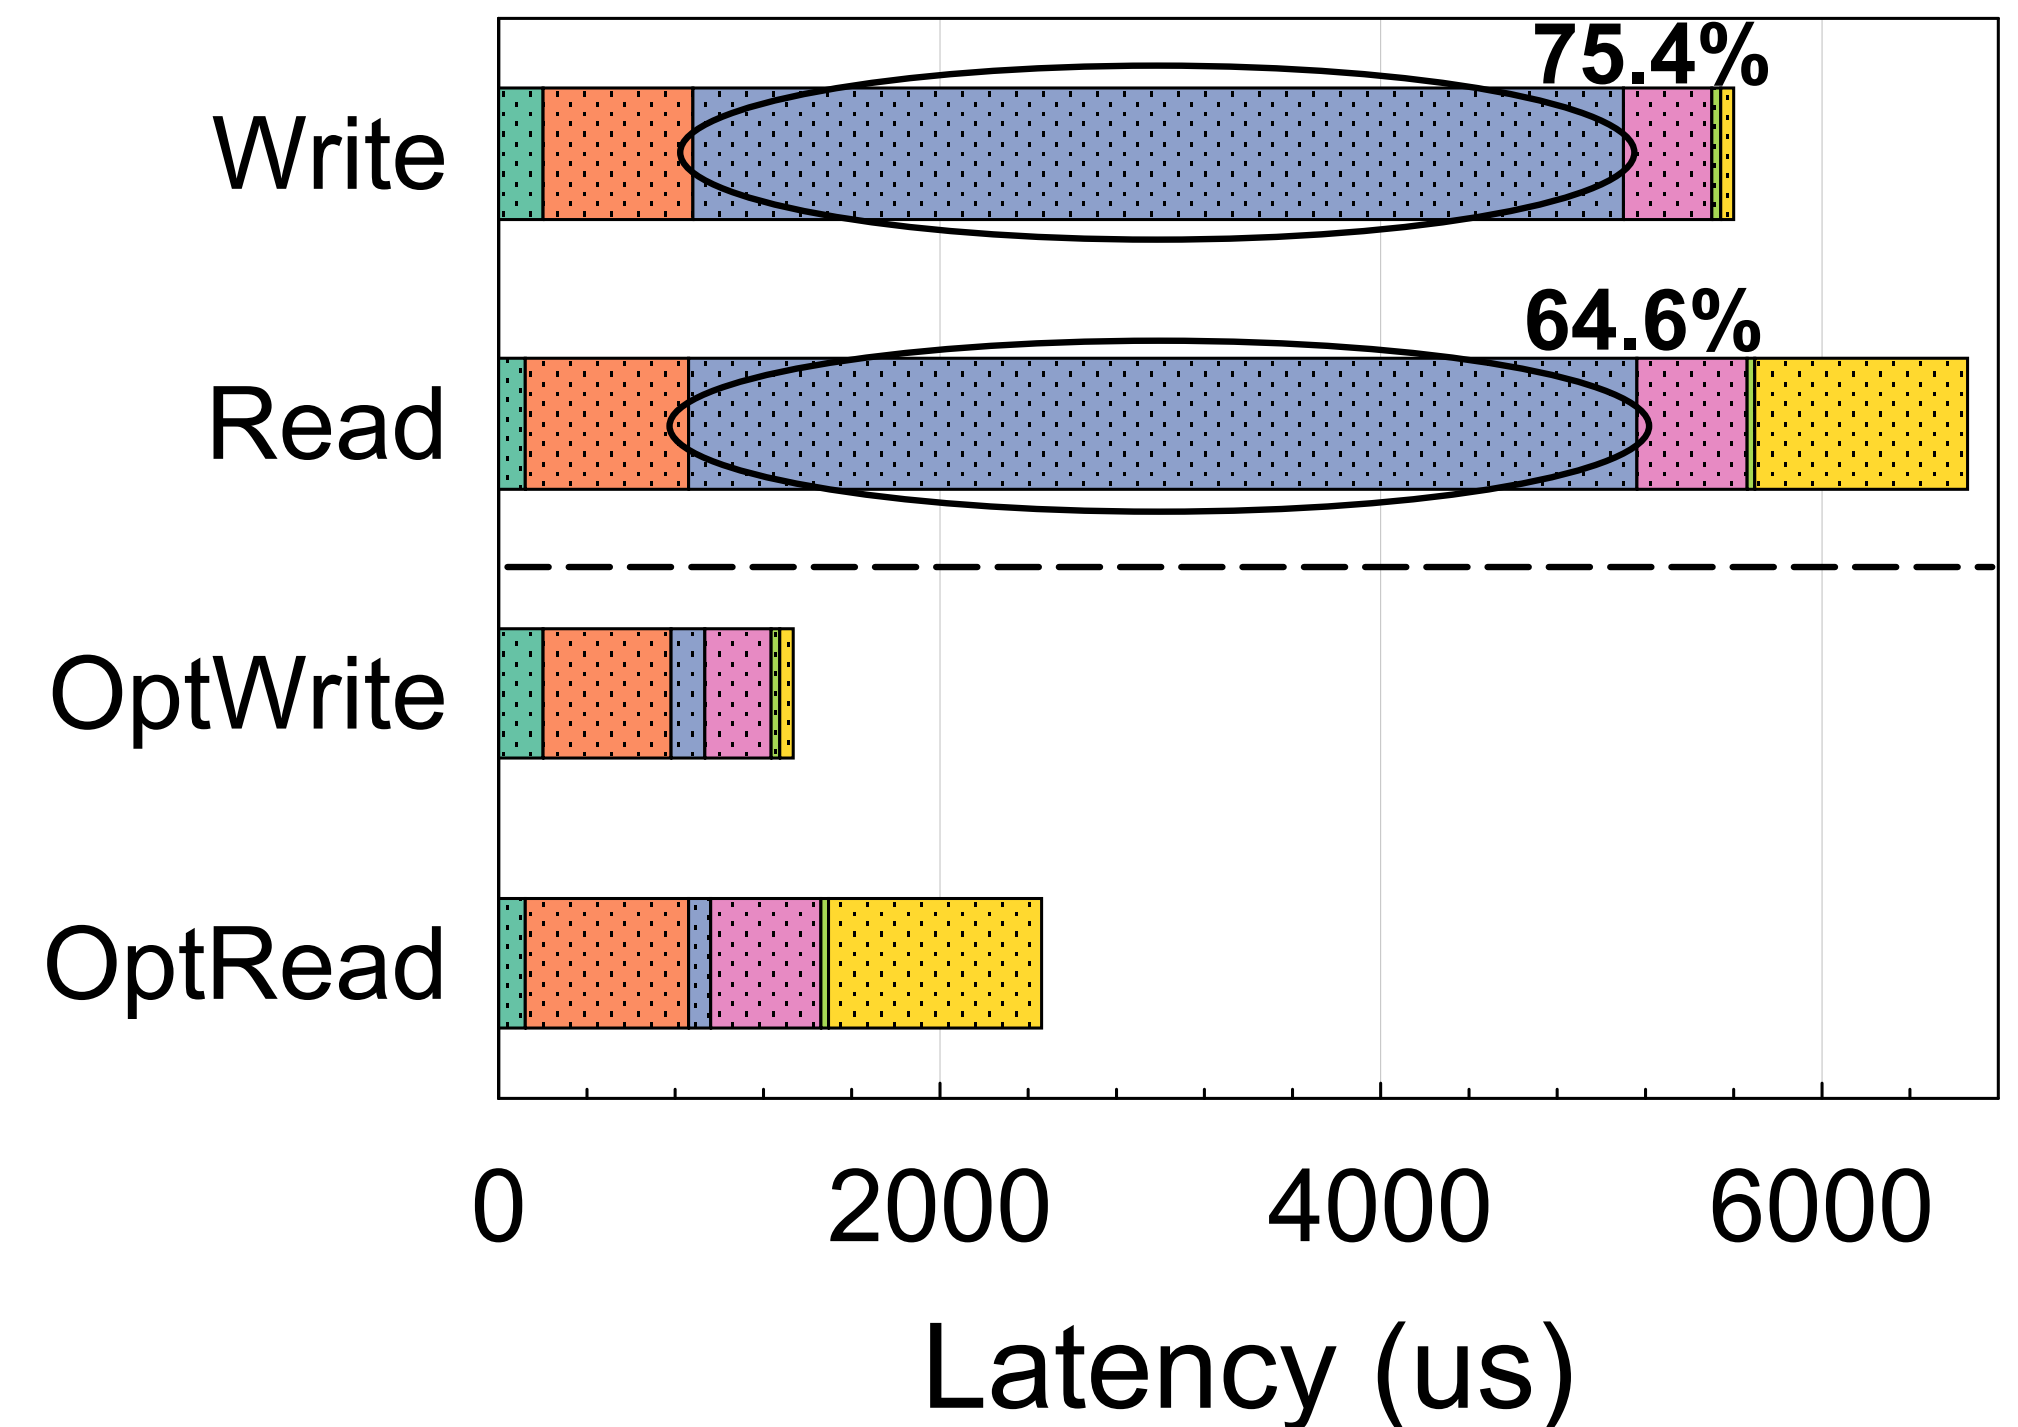 75.4%
Write
64.6%
Read
OptWrite
OptRead
0 2000 4000 6000
Latency (us)